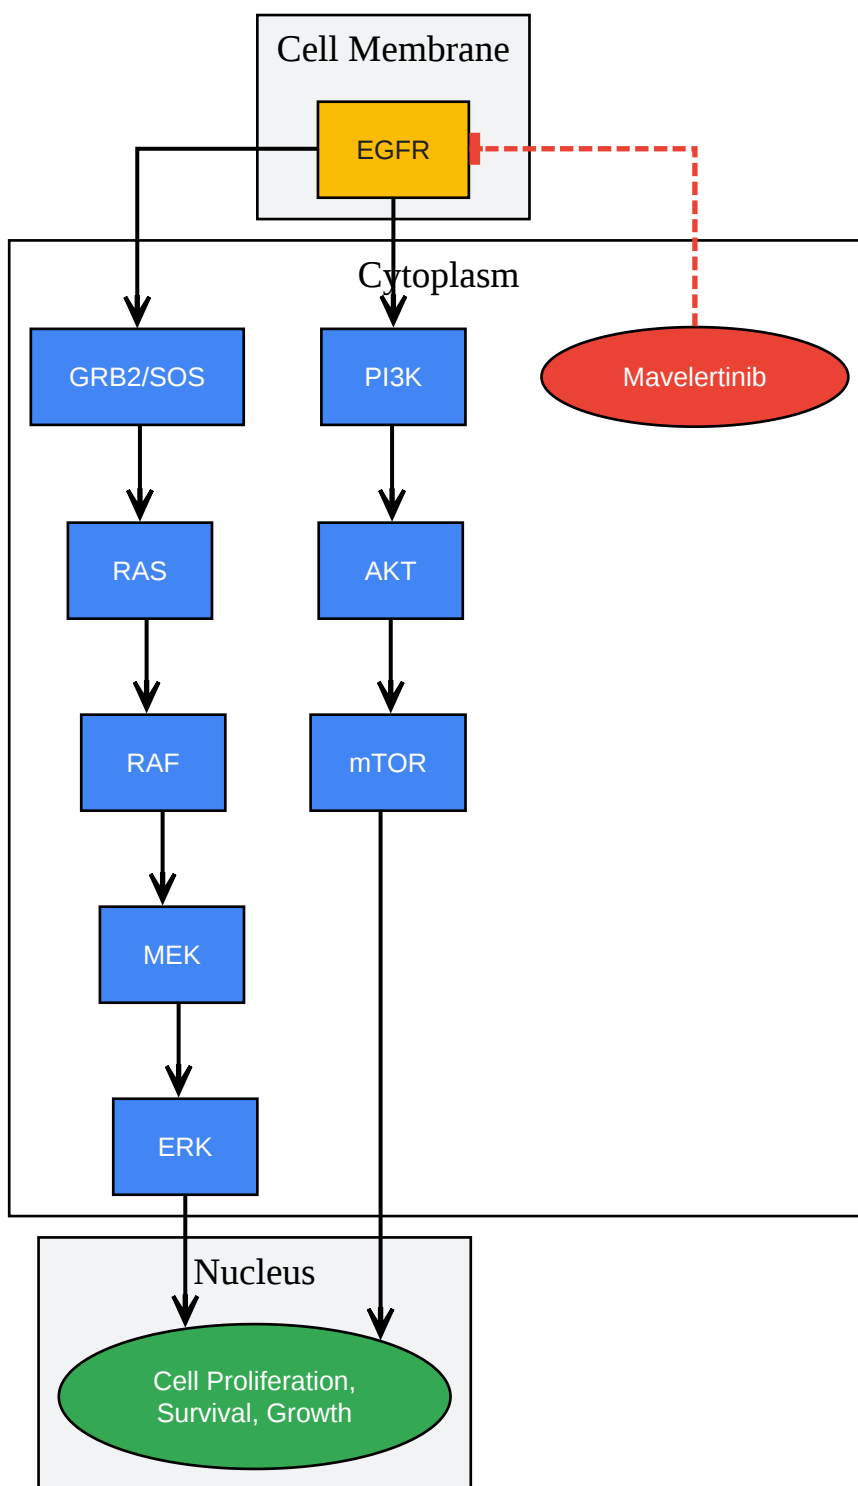 Cell Membrane
EGFR
Cytoplasm
GRB2/SOS
PI3K
Mavelertinib
RAS
AKT
RAF
mTOR
MEK
ERK
Nucleus
Cell Proliferation,
Survival, Growth